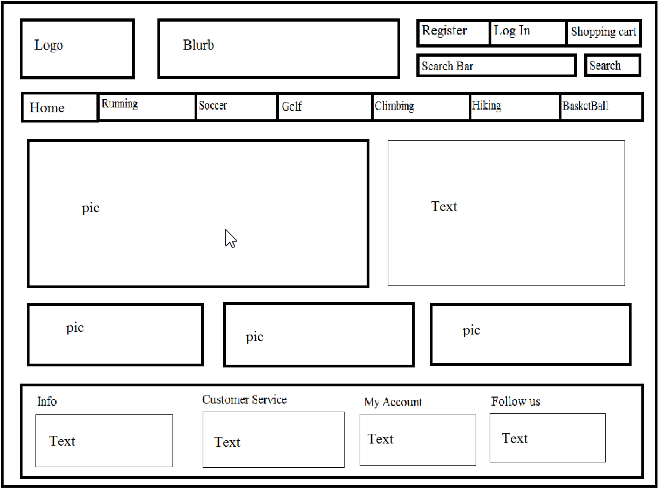 Logo
Blurb
Register
Log In
Shopping cart
Search Bar
Search
Home
Running
Soccer
Golf
Climbing
Hiking
BasketBall
pic
Text
pic
pic
pic
Info
Customer Service
My Account
Follow us
Text
Text
Text
Text